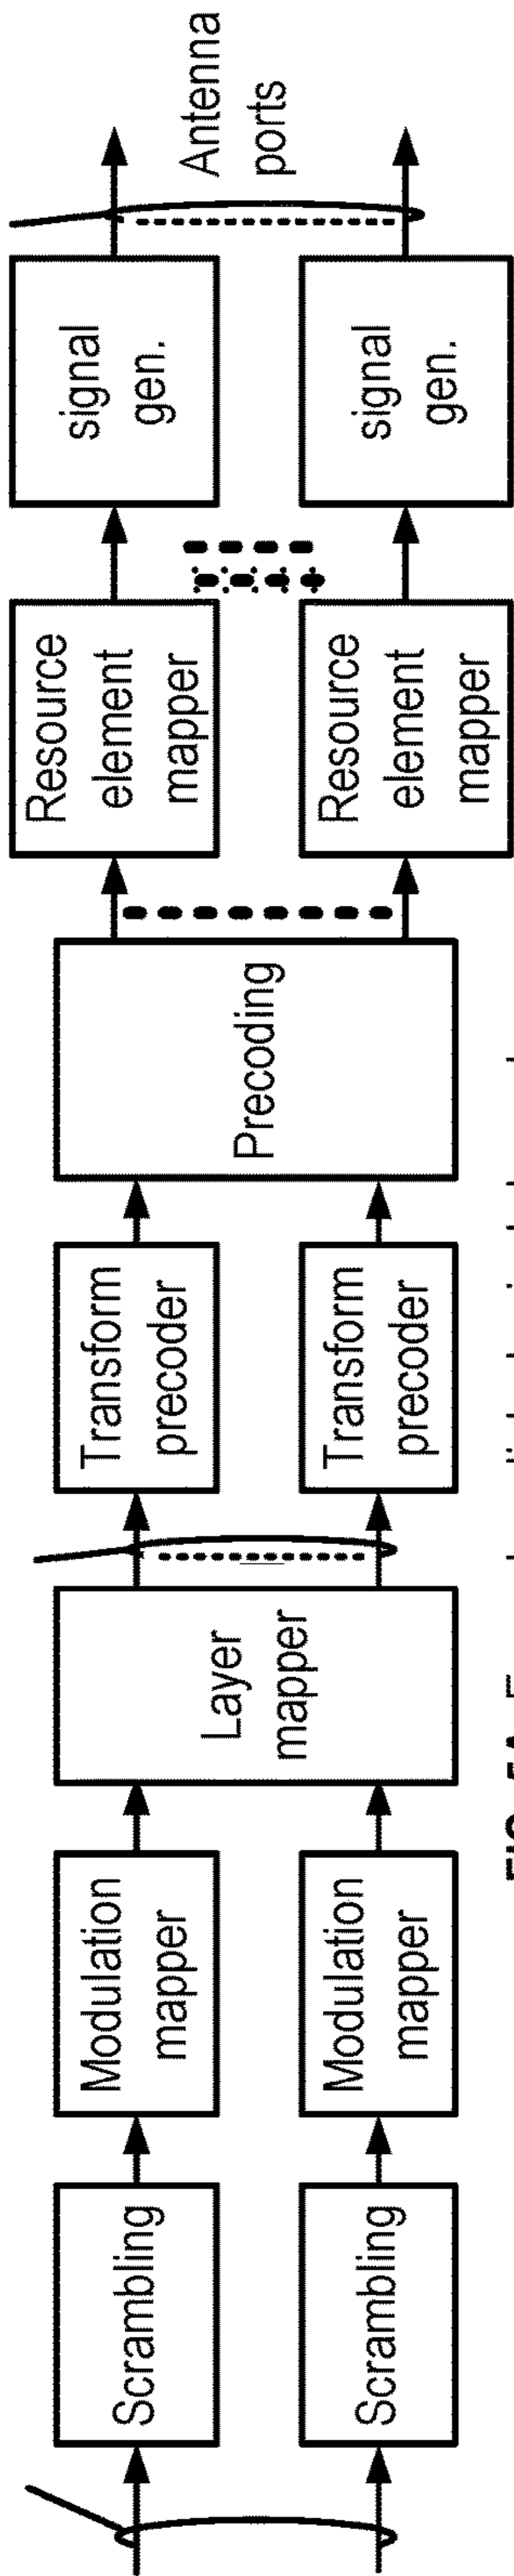 Scrambling
Modulation
mapper
Layer
mapper
Transform
precoder
Precoding
Resource
element
mapper
signal
gen.
Antenna
ports
Scrambling
Modulation
mapper
Transform
precoder
Resource
element
mapper
signal
gen.